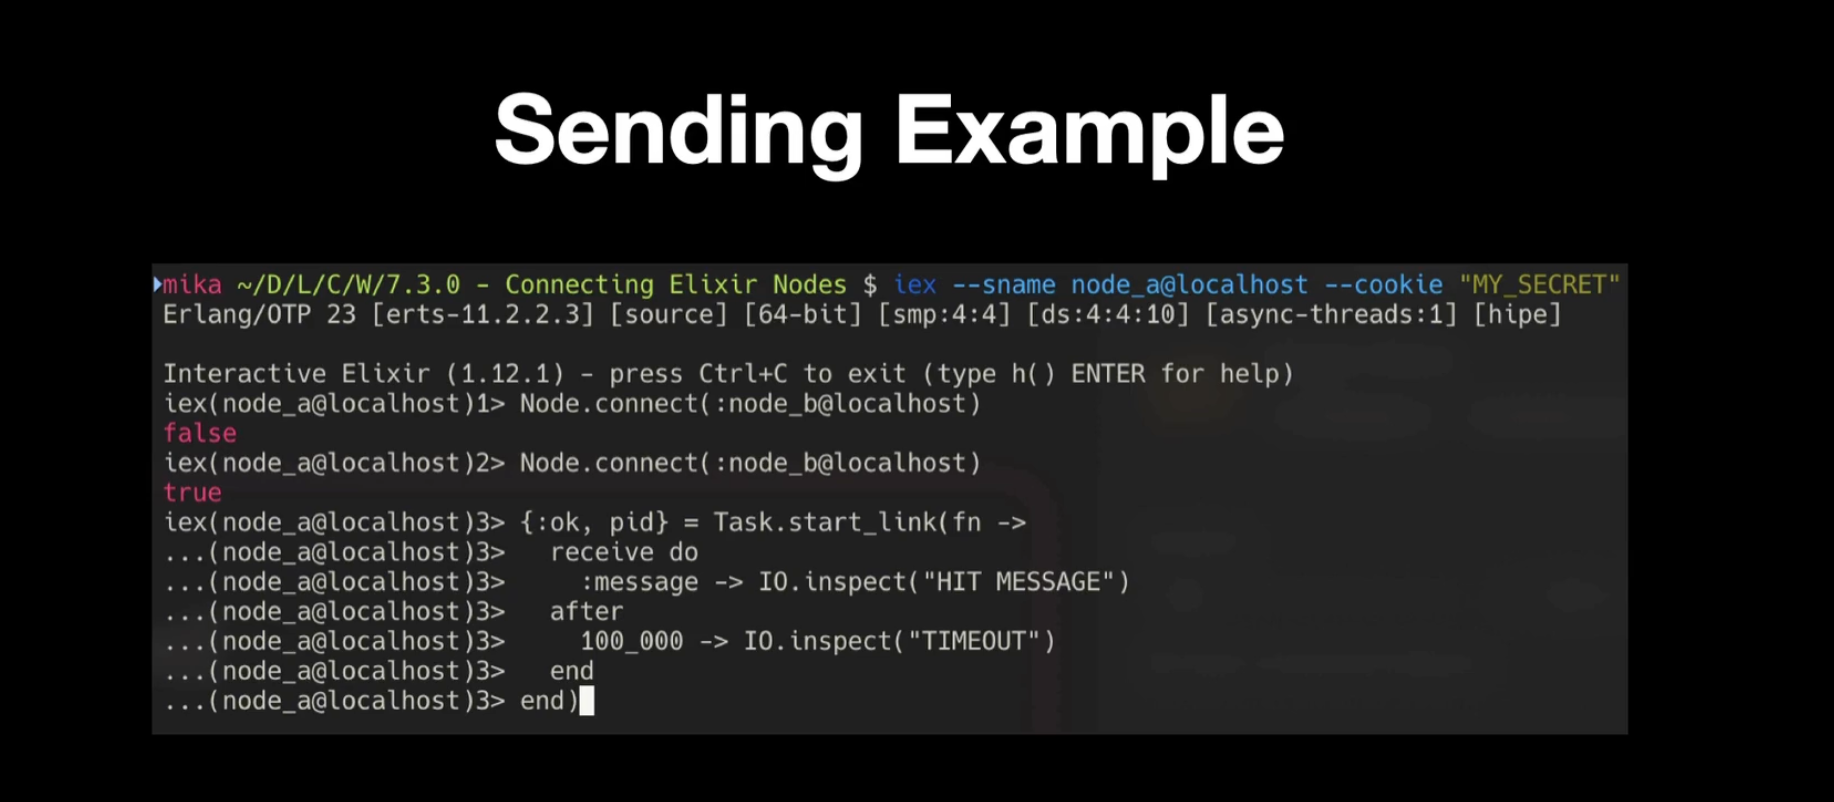 Sending Example
mika ~/D/L/C/W/7.3.0 - Connecting Elixir Nodes $ iex --sname node_a@localhost --cookie "MY_SECRET"
Erlang/OTP 23 [erts-11.2.2.3] [source] [64-bit] [smp:4:4] [ds:4:4:10] [async-threads:1] [hipe]
Interactive Elixir (1.12.1) - press Ctrl+C to exit (type h() ENTER for help)
iex(node_a@localhost)1> Node.connect(:node_b@localhost)
false
iex(node_a@localhost)2> Node.connect(:node_b@localhost)
true
iex(node_a@localhost)3> {:ok, pid} = Task.start_link(fn ->
...(node_a@localhost)3>   receive do
...(node_a@localhost)3>     :message -> IO.inspect("HIT MESSAGE")
...(node_a@localhost)3>   after
...(node_a@localhost)3>     100_000 -> IO.inspect("TIMEOUT")
...(node_a@localhost)3>   end
...(node_a@localhost)3> end)